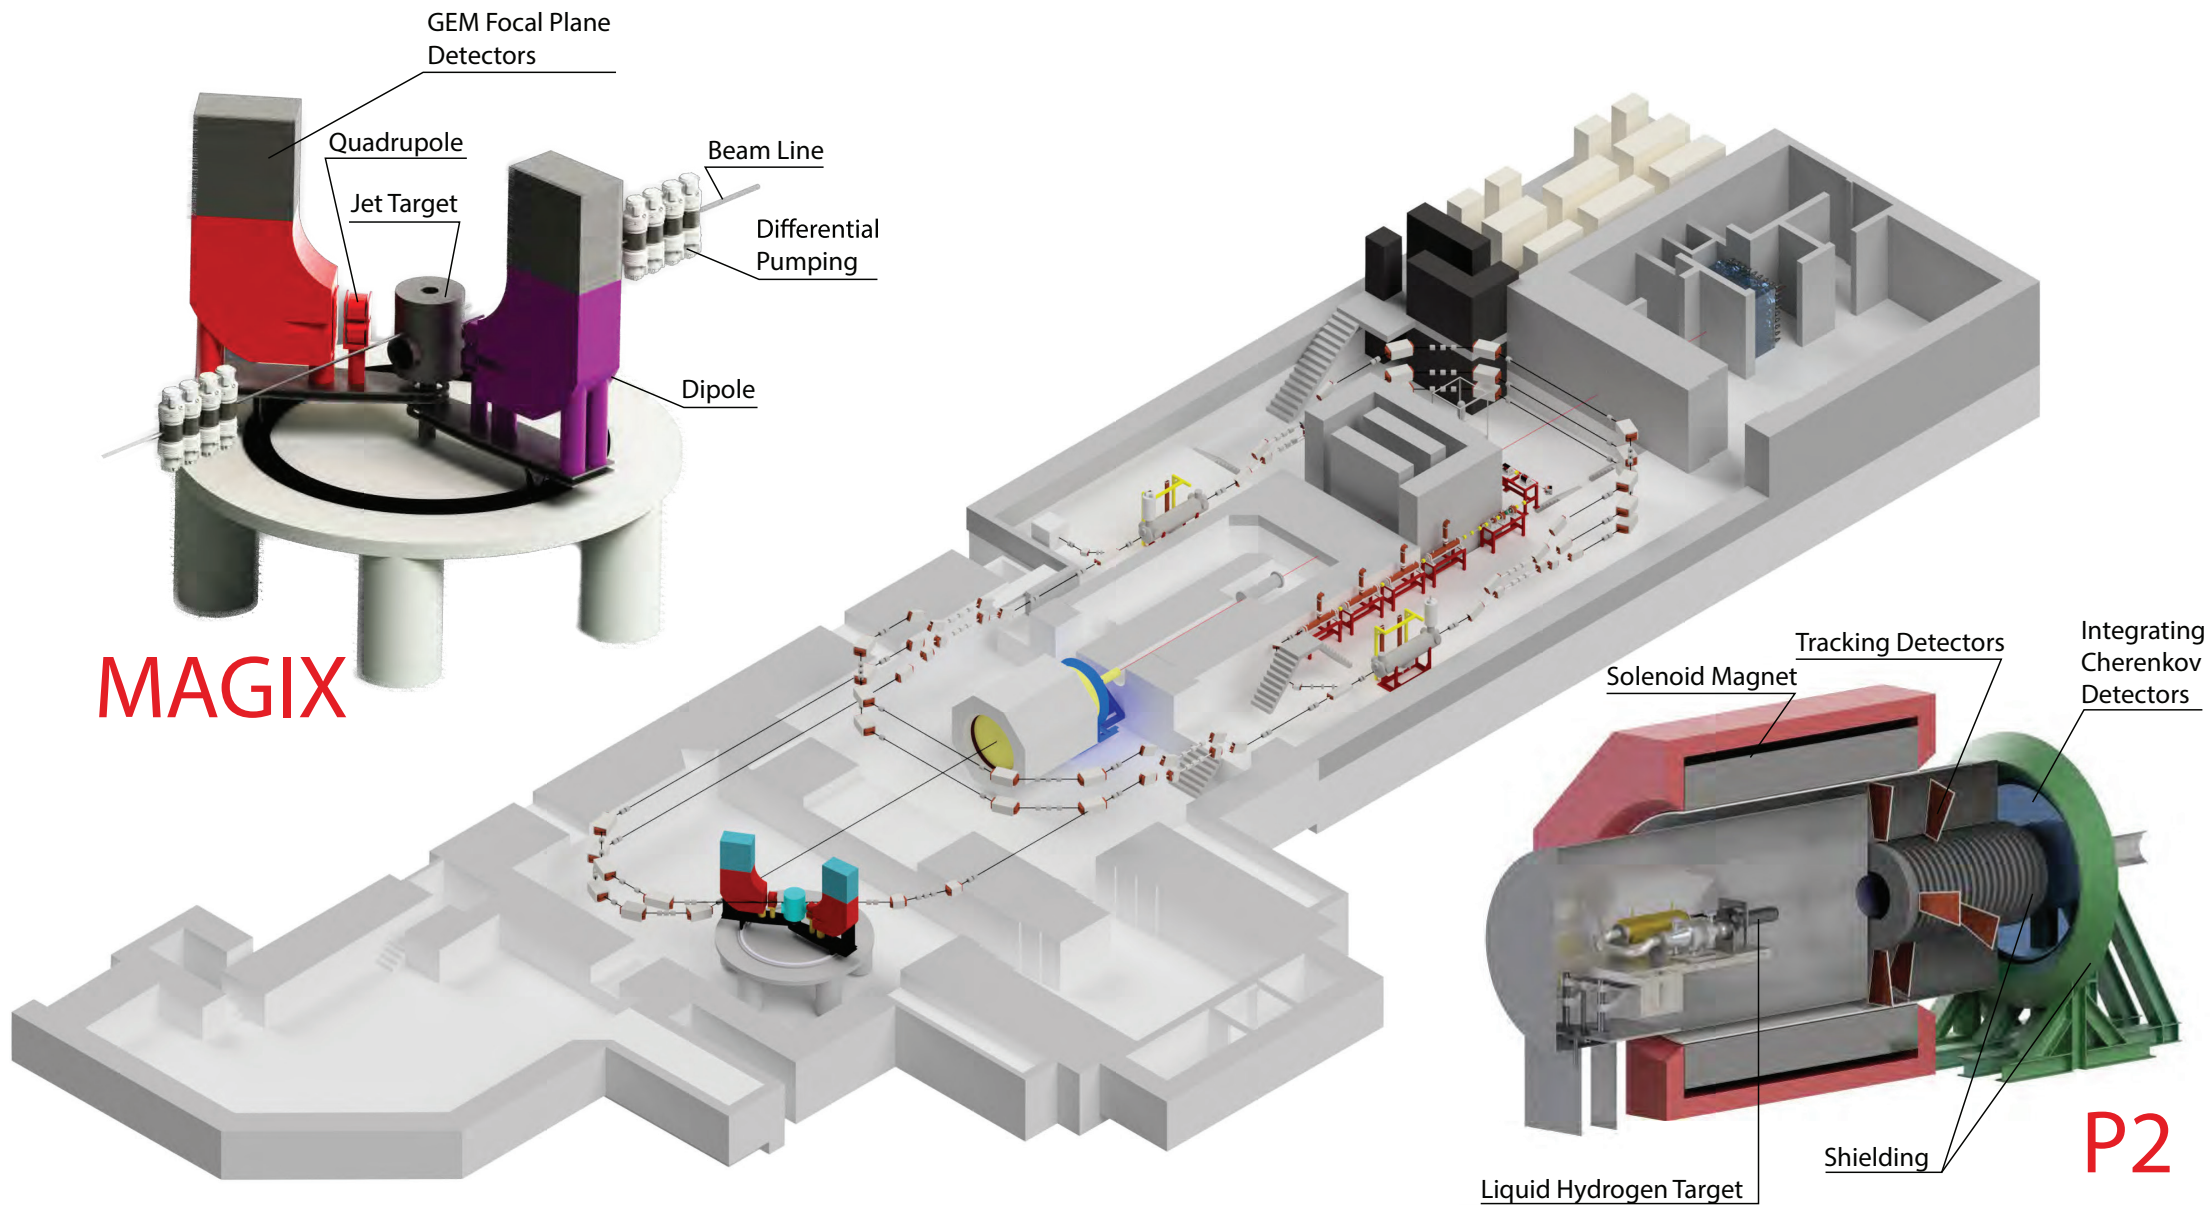 GEM Focal Plane
Detectors
Quadrupole
Jet Target
Beam Line
Differential
Pumping
Dipole
MAGIX
Tracking Detectors
Solenoid Magnet
Integrating
Cherenkov
Detectors
Shielding
Liquid Hydrogen Target
P2